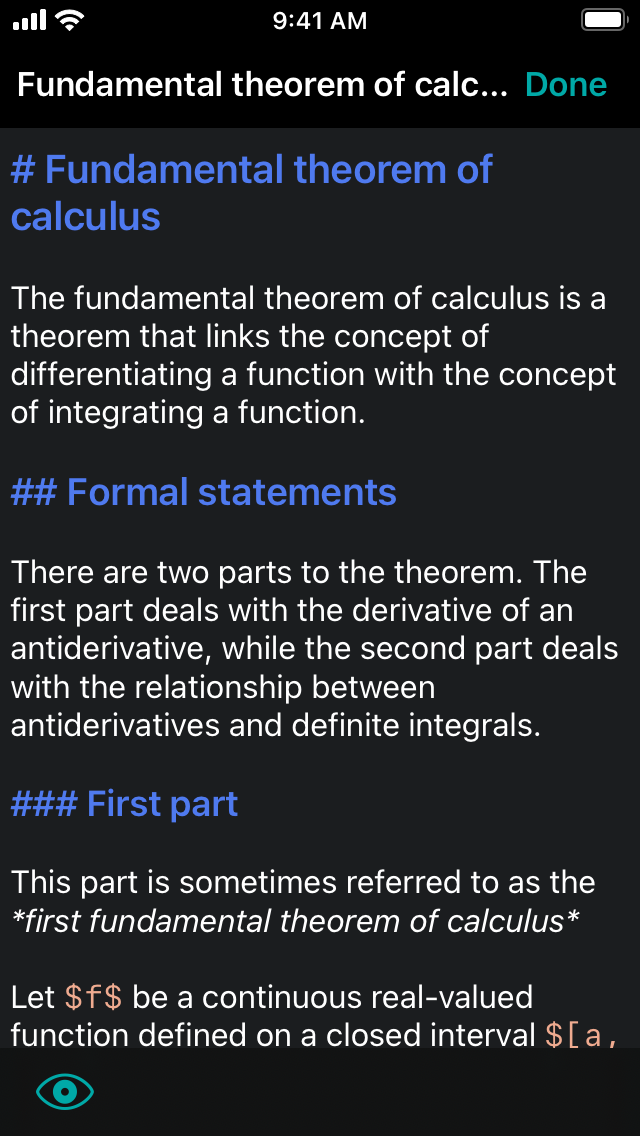 9:41 AM
Fundamental theorem of calc... Done
# Fundamental theorem of
calculus
The fundamental theorem of calculus is a
theorem that links the concept of
differentiating a function with the concept
of integrating a function.
## Formal statements
There are two parts to the theorem. The
first part deals with the derivative of an
antiderivative, while the second part deals
with the relationship between
antiderivatives and definite integrals.
### First part
This part is sometimes referred to as the
*first fundamental theorem of calculus*
Let $f$ be a continuous real-valued
function defined on a closed interval $[a,